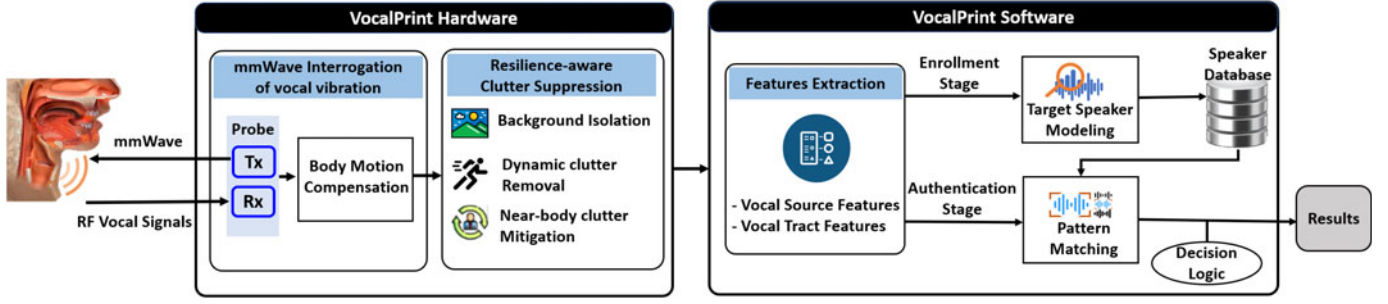 VocalPrint Hardware
VocalPrint Software
mmWave Interrogation
of vocal vibration
Resilience-aware
Clutter Suppression
mmWave
RF Vocal Signals
Probe
Tx
Rx
Body Motion
Compensation
Background Isolation
Dynamic clutter
Removal
Near-body clutter
Mitigation
Features Extraction
- Vocal Source Features
- Vocal Tract Features
Enrollment
Stage
Authentication
Stage
Target Speaker
Modeling
Speaker
Database
Pattern
Matching
Decision
Logic
Results